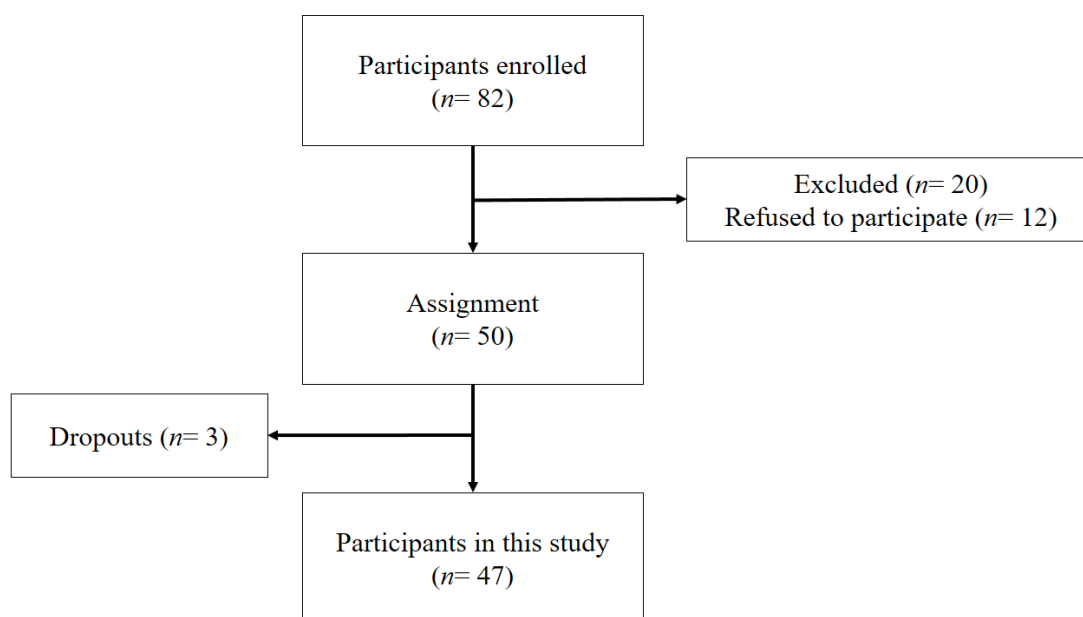 Participants enrolled
(n= 82)
Excluded (n= 20)
Refused to participate (n= 12)
Assignment
(n= 50)
Dropouts (n= 3)
Participants in this study
(n= 47)